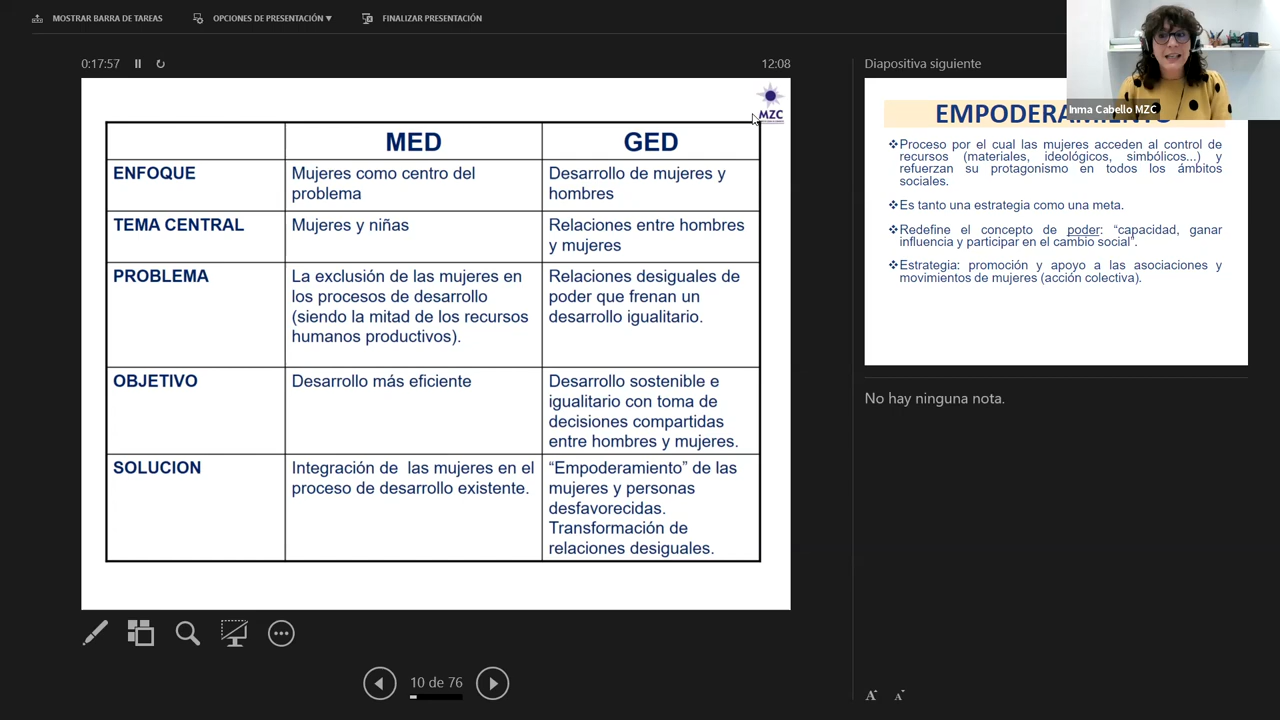 MOSTRAR BARRA DE TAREAS
OPCIONES DE PRESENTACIÓN ▼
FINALIZAR PRESENTACIÓN
0:17:57
12:08
MZC
MED
GED
ENFOQUE
Mujeres como centro del
problema
Desarrollo de mujeres y
hombres
TEMA CENTRAL
Mujeres y niñas
Relaciones entre hombres
y mujeres
PROBLEMA
La exclusión de las mujeres en
los procesos de desarrollo
(siendo la mitad de los recursos
humanos productivos).
Relaciones desiguales de
poder que frenan un
desarrollo igualitario.
OBJETIVO
Desarrollo más eficiente
Desarrollo sostenible e
igualitario con toma de
decisiones compartidas
entre hombres y mujeres.
SOLUCION
Integración de  las mujeres en el
proceso de desarrollo existente.
“Empoderamiento” de las
mujeres y personas
desfavorecidas.
Transformación de
relaciones desiguales.
10 de 76
Diapositiva siguiente
Inma Cabello MZC
EMPODERAMIENTO
❖Proceso por el cual las mujeres acceden al control de
recursos (materiales, ideológicos, simbólicos...) y
refuerzan su protagonismo en todos los ámbitos
sociales.
❖Es tanto una estrategia como una meta.
❖Redefine el concepto de poder: “capacidad, ganar
influencia y participar en el cambio social”.
❖Estrategia: promoción y apoyo a las asociaciones y
movimientos de mujeres (acción colectiva).
No hay ninguna nota.
A A